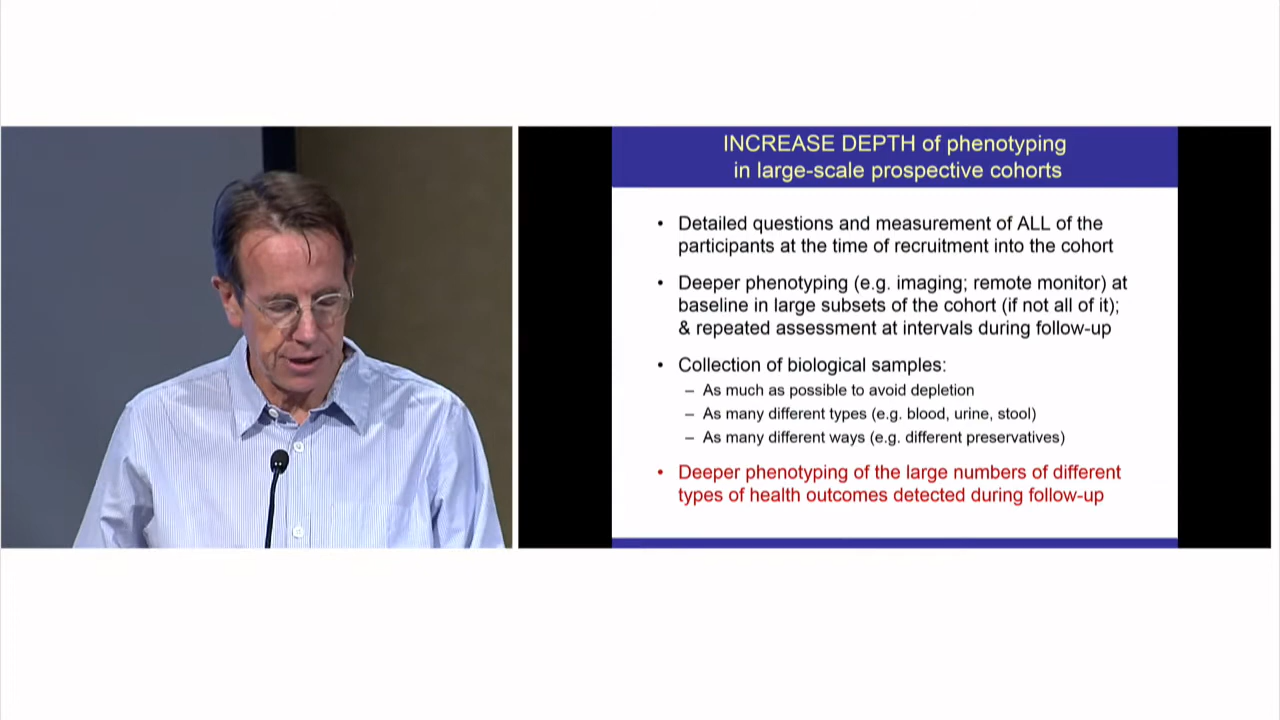 INCREASE DEPTH of phenotyping
in large-scale prospective cohorts
• Detailed questions and measurement of ALL of the
participants at the time of recruitment into the cohort
• Deeper phenotyping (e.g. imaging; remote monitor) at
baseline in large subsets of the cohort (if not all of it);
& repeated assessment at intervals during follow-up
• Collection of biological samples:
– As much as possible to avoid depletion
– As many different types (e.g. blood, urine, stool)
– As many different ways (e.g. different preservatives)
• Deeper phenotyping of the large numbers of different
types of health outcomes detected during follow-up